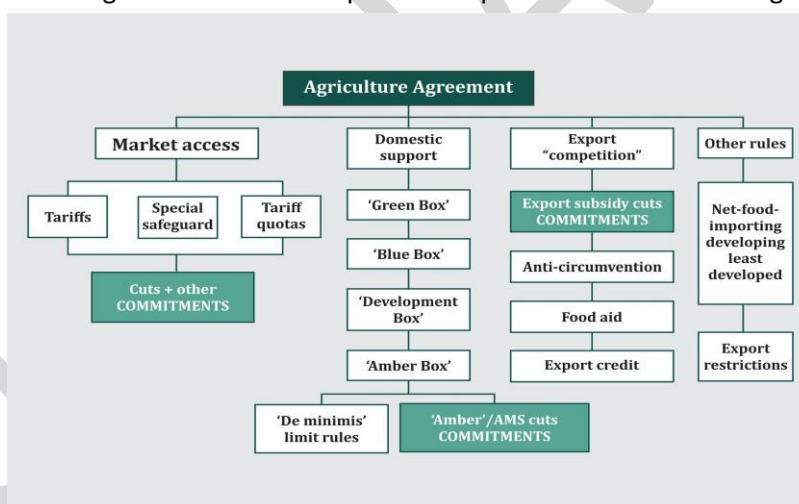 Agriculture Agreement
Market access
Domestic
support
Export
"competition"
Other rules
Tariffs
Special
safeguard
Tariff
quotas
Cuts + other
COMMITMENTS
'Green Box'
'Blue Box'
'Development
Box'
'Amber Box'
'De minimis'
limit rules
'Amber'/AMS cuts
COMMITMENTS
Export subsidy cuts
COMMITMENTS
Anti-circumvention
Food aid
Export credit
Net-food-
importing
developing
least
developed
Export
restrictions